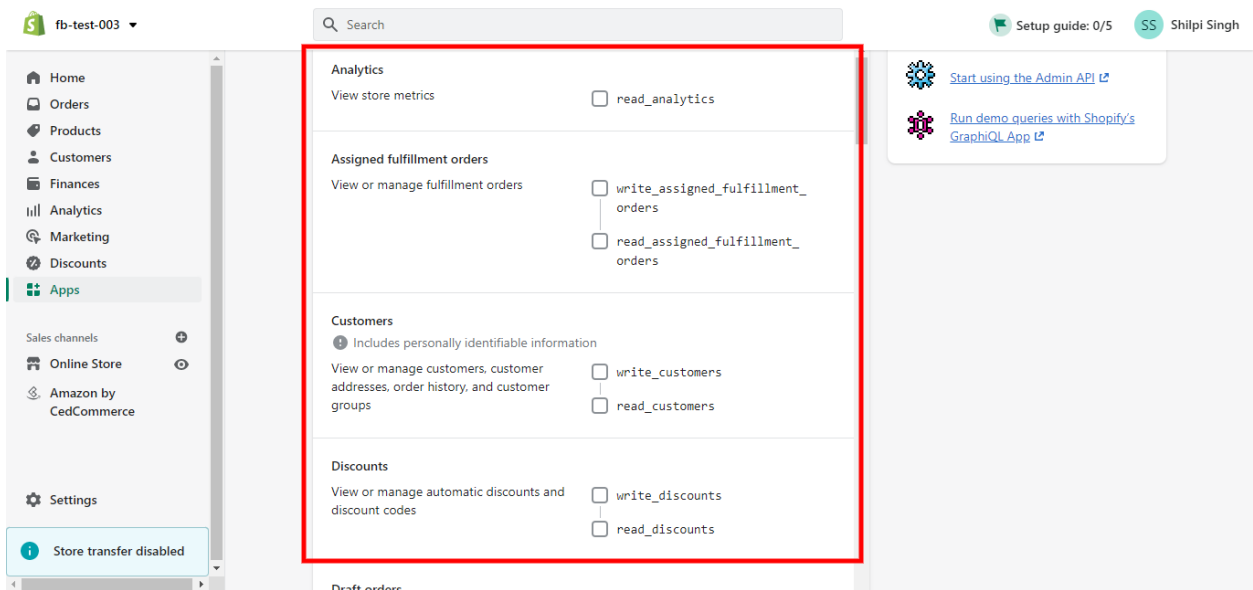 fb-test-003
Search
Setup guide: 0/5
SS
Shilpi Singh
Home
Orders
Products
Customers
Finances
Analytics
Marketing
Discounts
Apps
Sales channels
Online Store
Amazon by
CedCommerce
Settings
Store transfer disabled
Analytics
View store metrics
read_analytics
Assigned fulfillment orders
View or manage fulfillment orders
write_assigned_fulfillment_
orders
read_assigned_fulfillment_
orders
Customers
Includes personally identifiable information
View or manage customers, customer
addresses, order history, and customer
groups
write_customers
read_customers
Discounts
View or manage automatic discounts and
discount codes
write_discounts
read_discounts
Draft orders
Start using the Admin API
Run demo queries with Shopify's
GraphiQL App